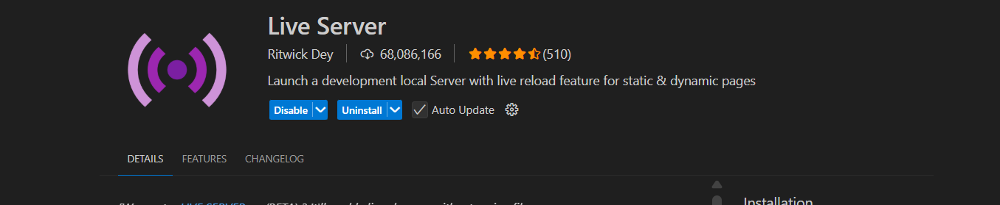 Live Server
Ritwick Dey 68,086,166 (510)
Launch a development local Server with live reload feature for static & dynamic pages
Disable Uninstall Auto Update
DETAILS FEATURES CHANGELOG
Installation